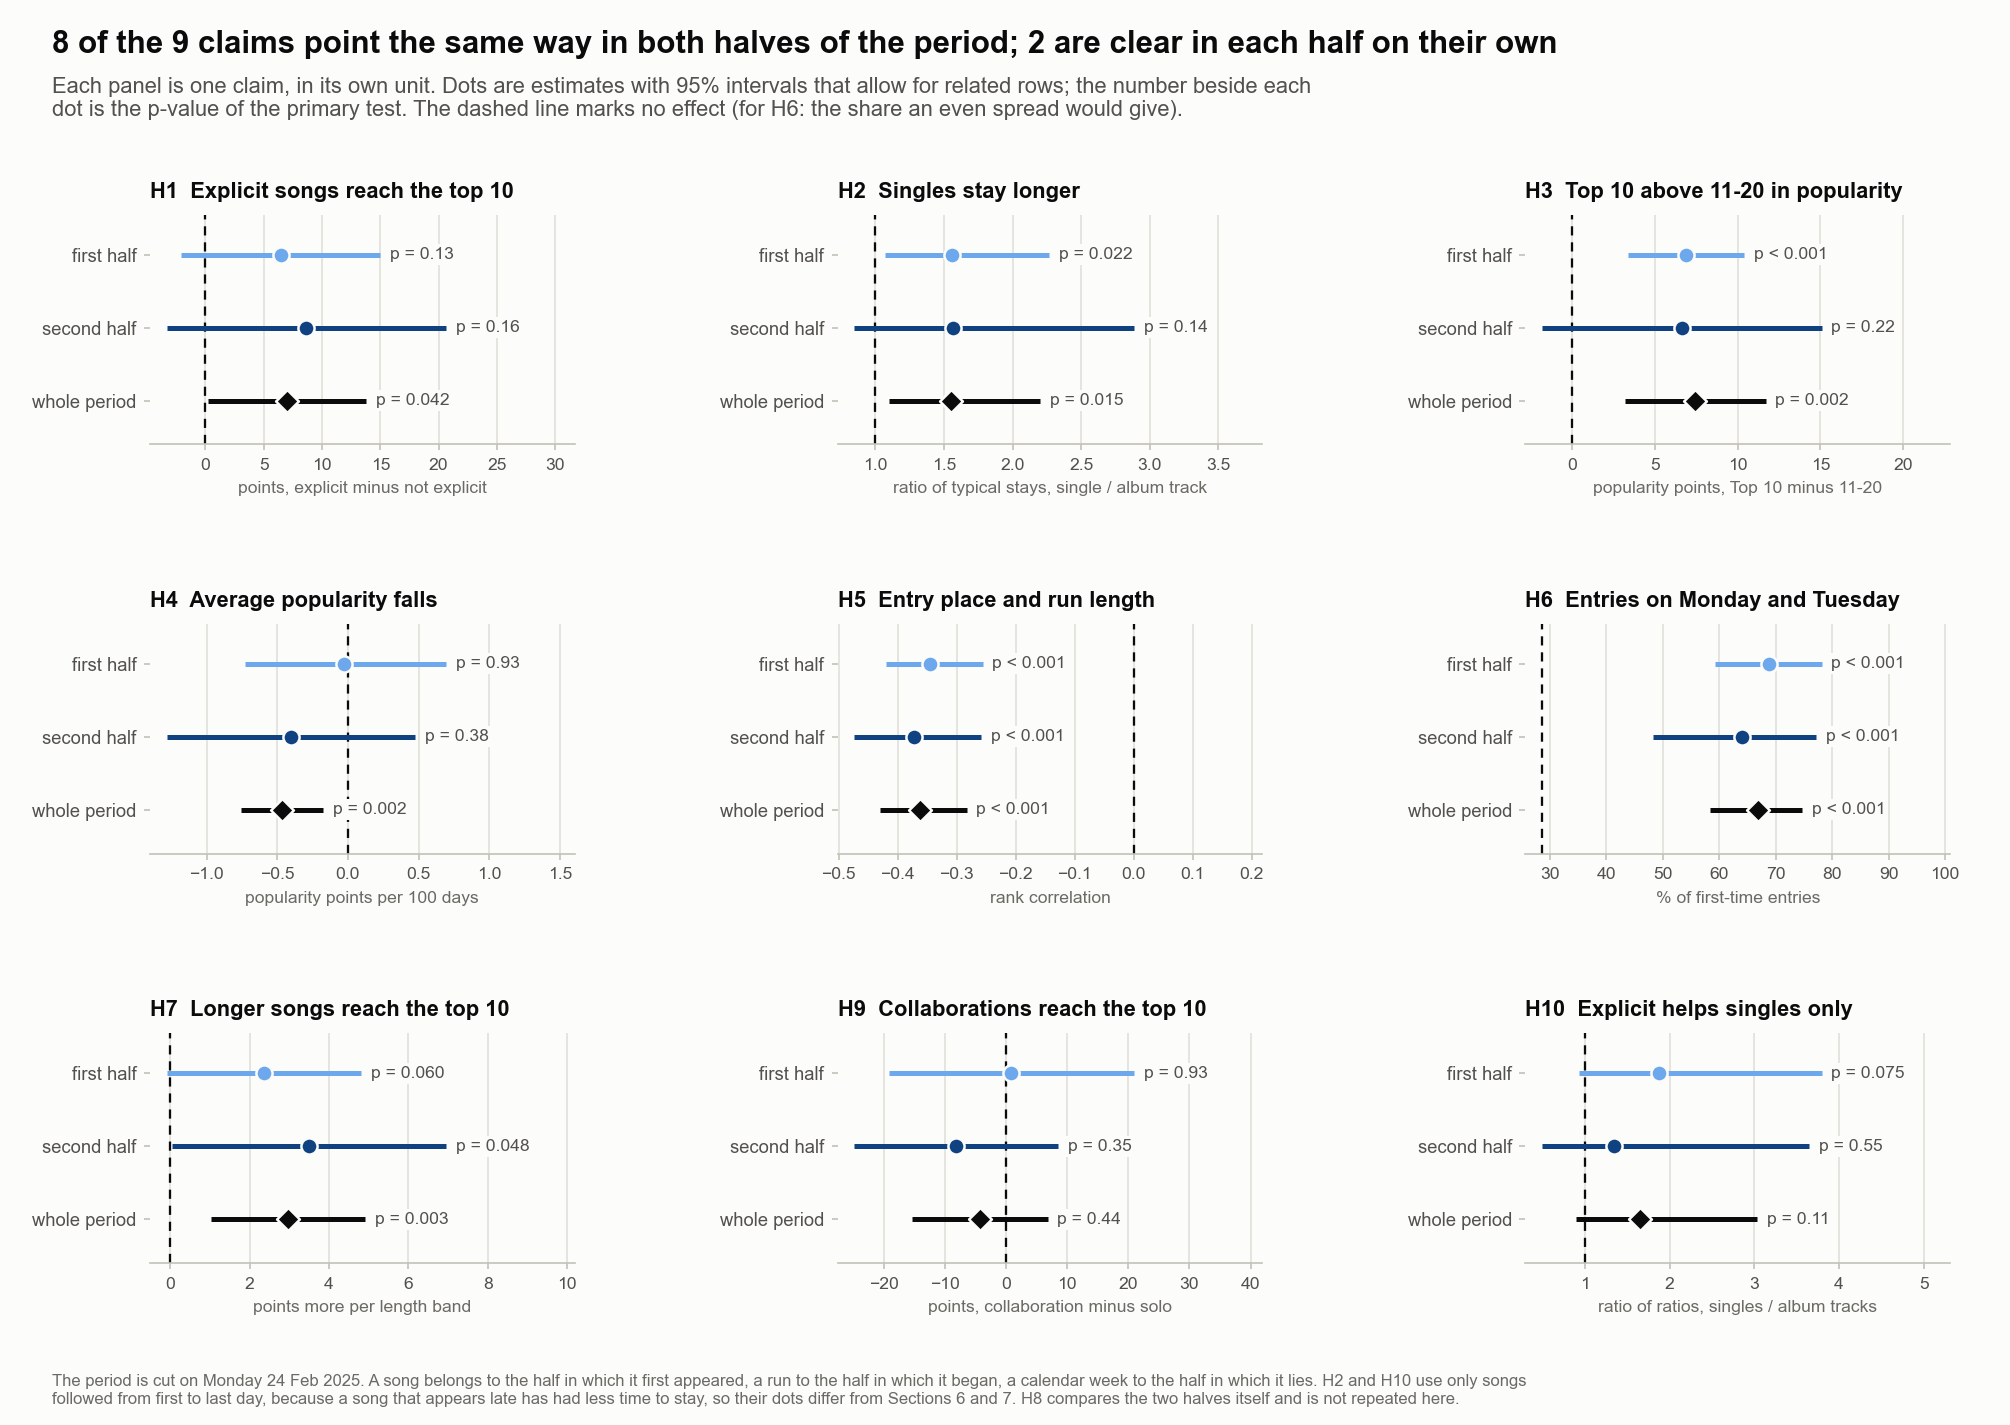 8 of the 9 claims point the same way in both halves of the period; 2 are clear in each half on their own
Each panel is one claim, in its own unit. Dots are estimates with 95% intervals that allow for related rows; the number beside each
dot is the p-value of the primary test. The dashed line marks no effect (for H6: the share an even spread would give).
H1 Explicit songs reach the top 10
first half
p = 0.13
second half
p = 0.16
whole period
p = 0.042
0 5 10 15 20 25 30
points, explicit minus not explicit
H2 Singles stay longer
first half
p = 0.022
second half
p = 0.14
whole period
p = 0.015
1.0 1.5 2.0 2.5 3.0 3.5
ratio of typical stays, single / album track
H3 Top 10 above 11-20 in popularity
first half
p < 0.001
second half
p = 0.22
whole period
p = 0.002
0 5 10 15 20
popularity points, Top 10 minus 11-20
H4 Average popularity falls
first half
p = 0.93
second half
p = 0.38
whole period
p = 0.002
−1.0 −0.5 0.0 0.5 1.0 1.5
popularity points per 100 days
H5 Entry place and run length
first half
p < 0.001
second half
p < 0.001
whole period
p < 0.001
−0.5 −0.4 −0.3 −0.2 −0.1 0.0 0.1 0.2
rank correlation
H6 Entries on Monday and Tuesday
first half
p < 0.001
second half
p < 0.001
whole period
p < 0.001
30 40 50 60 70 80 90 100
% of first-time entries
H7 Longer songs reach the top 10
first half
p = 0.060
second half
p = 0.048
whole period
p = 0.003
0 2 4 6 8 10
points more per length band
H9 Collaborations reach the top 10
first half
p = 0.93
second half
p = 0.35
whole period
p = 0.44
−20 −10 0 10 20 30 40
points, collaboration minus solo
H10 Explicit helps singles only
first half
p = 0.075
second half
p = 0.55
whole period
p = 0.11
1 2 3 4 5
ratio of ratios, singles / album tracks
The period is cut on Monday 24 Feb 2025. A song belongs to the half in which it first appeared, a run to the half in which it began, a calendar week to the half in which it lies. H2 and H10 use only songs
followed from first to last day, because a song that appears late has had less time to stay, so their dots differ from Sections 6 and 7. H8 compares the two halves itself and is not repeated here.